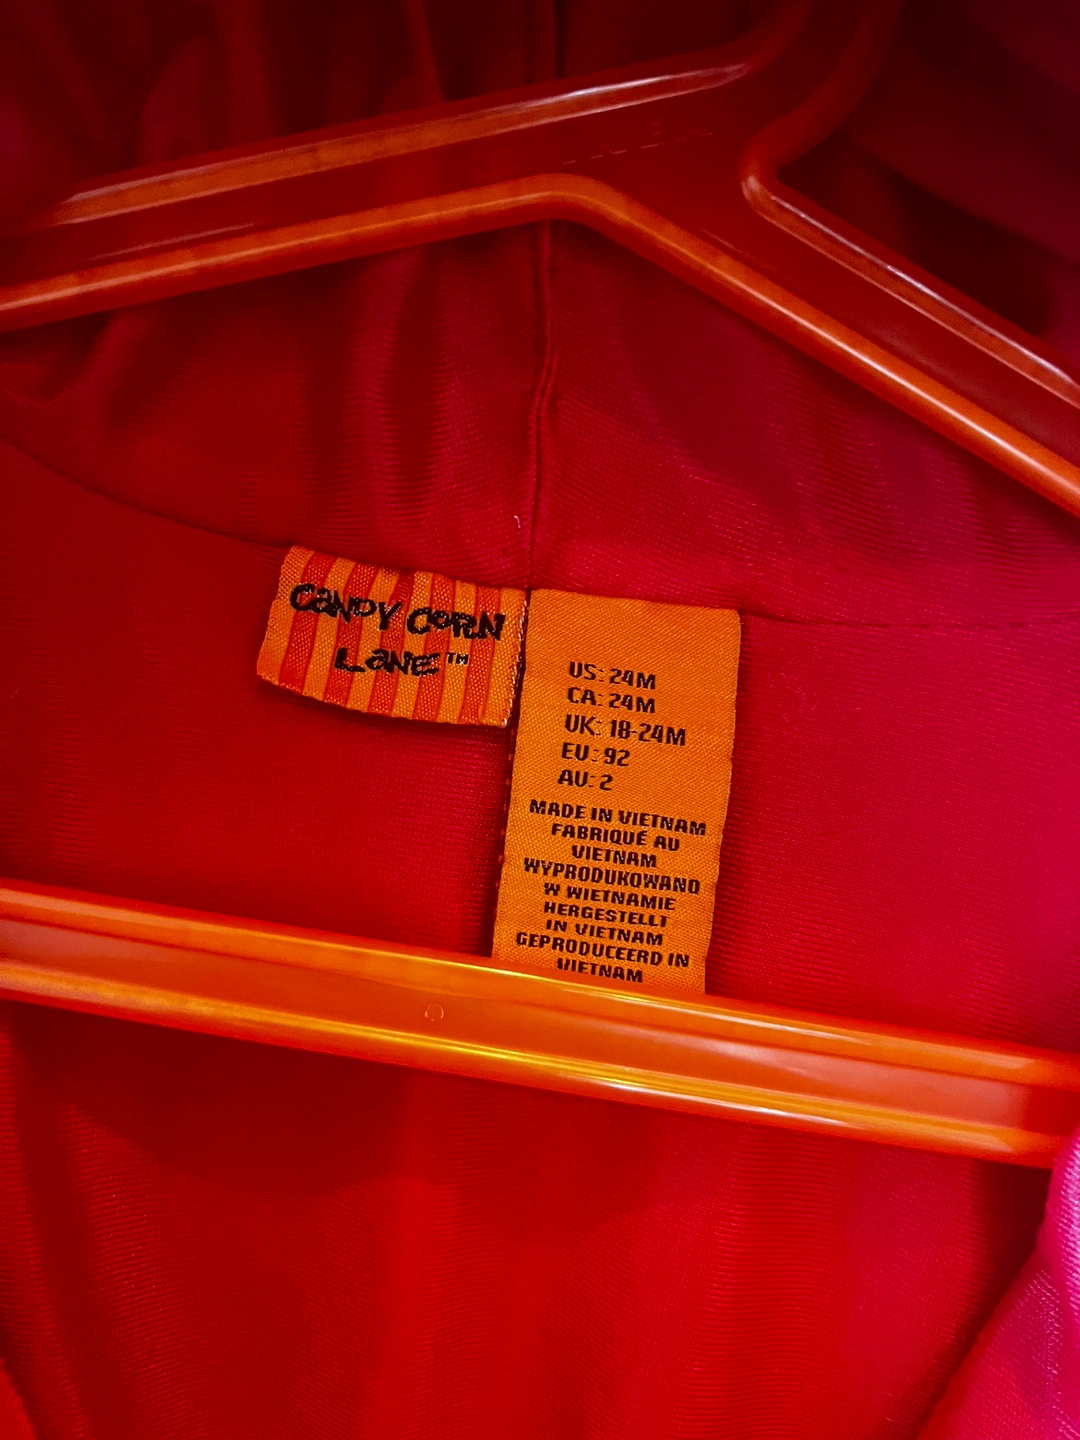 CaNDY CORN
LaNE™
US: 24M
CA: 24M
UK: 18-24M
EU: 92
AU: 2
MADE IN VIETNAM
FABRIQUÉ AU
VIETNAM
WYPRODUKOWANO
W WIETNAMIE
HERGESTELLT
IN VIETNAM
GEPRODUCEERD IN
VIETNAM